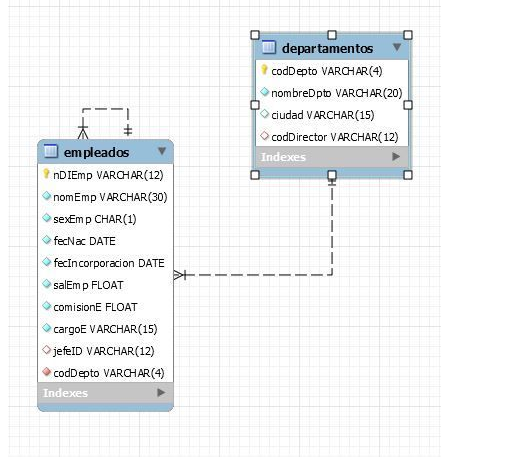 departamentos
codDepto VARCHAR(4)
nombreDpto VARCHAR(20)
ciudad VARCHAR(15)
codDirector VARCHAR(12)
Indexes
empleados
nDIEmp VARCHAR(12)
nomEmp VARCHAR(30)
sexEmp CHAR(1)
fecNac DATE
fecIncorporacion DATE
salEmp FLOAT
comisionE FLOAT
cargoE VARCHAR(15)
jefeID VARCHAR(12)
codDepto VARCHAR(4)
Indexes